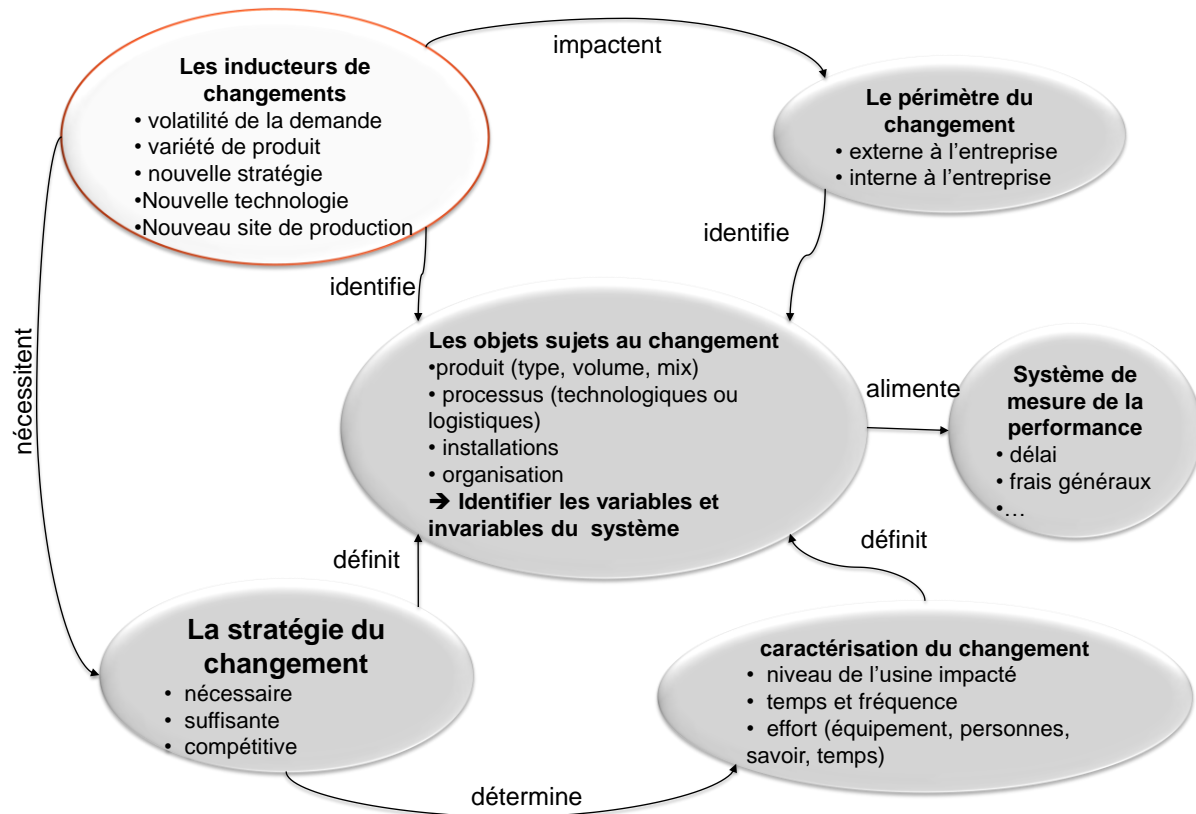 impactent
Les inducteurs de
changements
• volatilité de la demande
• variété de produit
• nouvelle stratégie
•Nouvelle technologie
•Nouveau site de production
Le périmètre du
changement
• externe à l’entreprise
• interne à l’entreprise
identifie
identifie
nécessitent
Les objets sujets au changement
•produit (type, volume, mix)
• processus (technologiques ou
logistiques)
• installations
• organisation
➔ Identifier les variables et
invariables du système
alimente
Système de
mesure de la
performance
• délai
• frais généraux
•…
définit
définit
La stratégie du
changement
• nécessaire
• suffisante
• compétitive
caractérisation du changement
• niveau de l’usine impacté
• temps et fréquence
• effort (équipement, personnes,
savoir, temps)
détermine